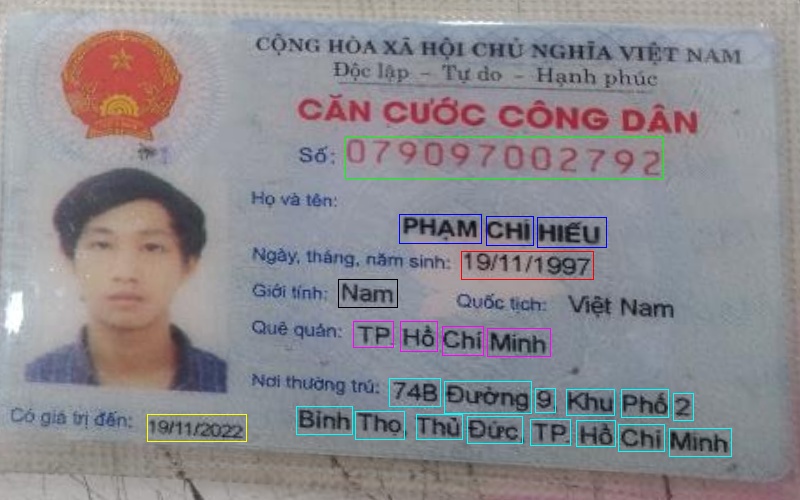 CỘNG HÒA XÃ HỘI CHỦ NGHĨA VIỆT NAM
Độc lập - Tự do - Hạnh phúc
CĂN CƯỚC CÔNG DÂN
Số: 079097002792
Họ và tên:
PHẠM CHÍ HIẾU
Ngày, tháng, năm sinh: 19/11/1997
Giới tính: Nam Quốc tịch: Việt Nam
Quê quán: TP. Hồ Chí Minh
Nơi thường trú: 74B Đường 9, Khu Phố 2
Bình Thọ, Thủ Đức, TP. Hồ Chí Minh
Có giá trị đến: 19/11/2022